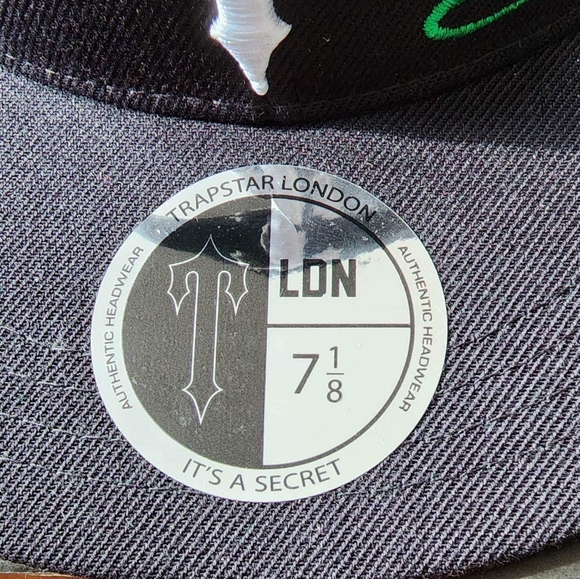 TRAPSTAR LONDON
AUTHENTIC HEADWEAR
AUTHENTIC HEADWEAR
T
LDN
7 1/8
IT'S A SECRET